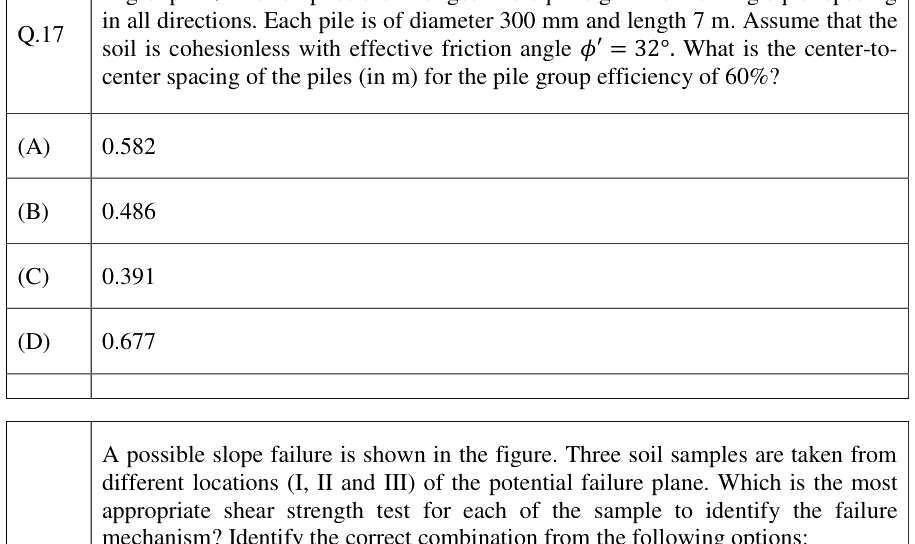 in all directions. Each pile is of diameter 300 mm and length 7 m. Assume that the
Q.17
soil is cohesionless with effective friction angle ϕ′ = 32°. What is the center-to-
center spacing of the piles (in m) for the pile group efficiency of 60%?
(A) 0.582
(B) 0.486
(C) 0.391
(D) 0.677
A possible slope failure is shown in the figure. Three soil samples are taken from
different locations (I, II and III) of the potential failure plane. Which is the most
appropriate shear strength test for each of the sample to identify the failure
mechanism? Identify the correct combination from the following options: